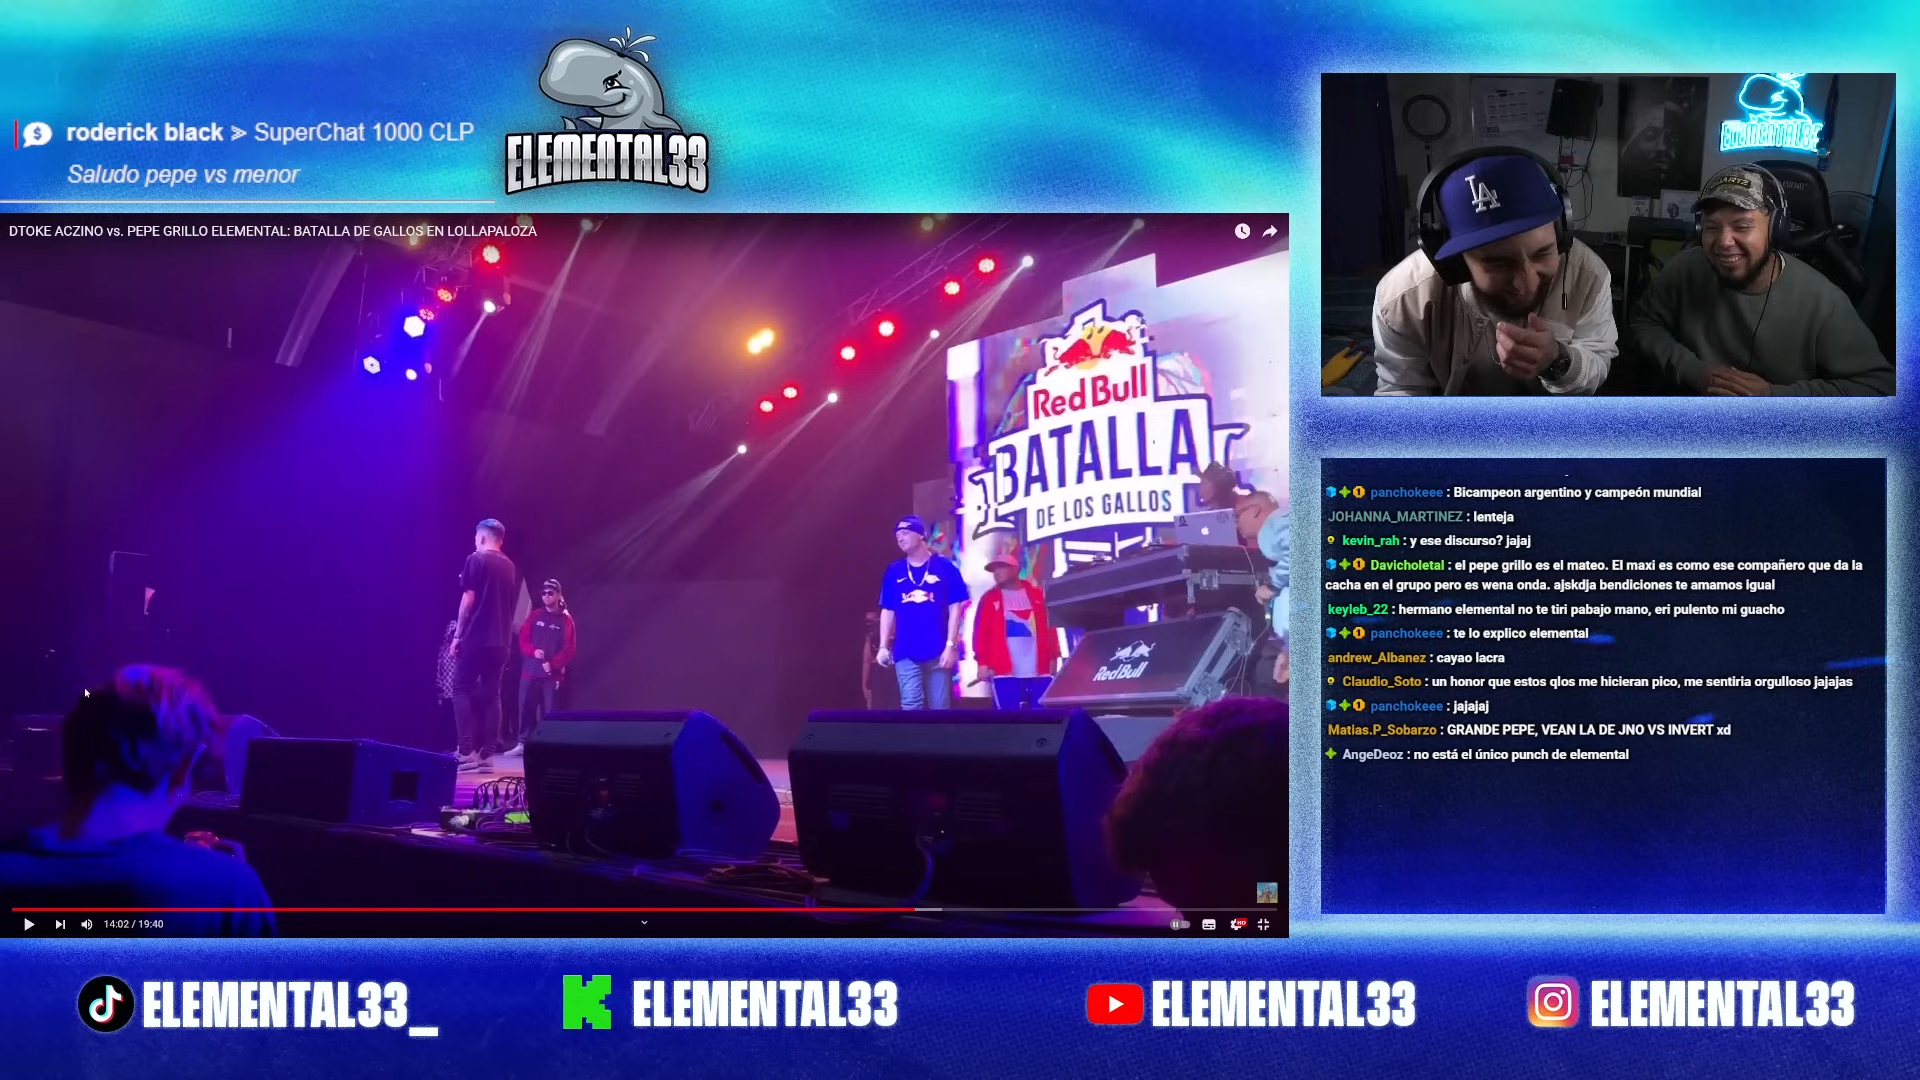 roderick black ⪢ SuperChat 1000 CLP
Saludo pepe vs menor
ELEMENTAL33
DTOKE ACZINO vs. PEPE GRILLO ELEMENTAL: BATALLA DE GALLOS EN LOLLAPALOZA
Red Bull
BATALLA
DE LOS GALLOS
Red Bull
14:02 / 19:40
HD
LA
ELEMENTAL33
panchokeee : Bicampeon argentino y campeón mundial
JOHANNA_MARTINEZ : lenteja
kevin_rah : y ese discurso? jajaj
Davicholetal : el pepe grillo es el mateo. El maxi es como ese compañero que da la
cacha en el grupo pero es wena onda. ajskdja bendiciones te amamos igual
keyleb_22 : hermano elemental no te tiri pabajo mano, eri pulento mi guacho
panchokeee : te lo explico elemental
andrew_Albanez : cayao lacra
Claudio_Soto : un honor que estos qlos me hicieran pico, me sentiria orgulloso jajajas
panchokeee : jajajaj
Matias.P_Sobarzo : GRANDE PEPE, VEAN LA DE JNO VS INVERT xd
AngeDeoz : no está el único punch de elemental
ELEMENTAL33_
ELEMENTAL33
ELEMENTAL33
ELEMENTAL33